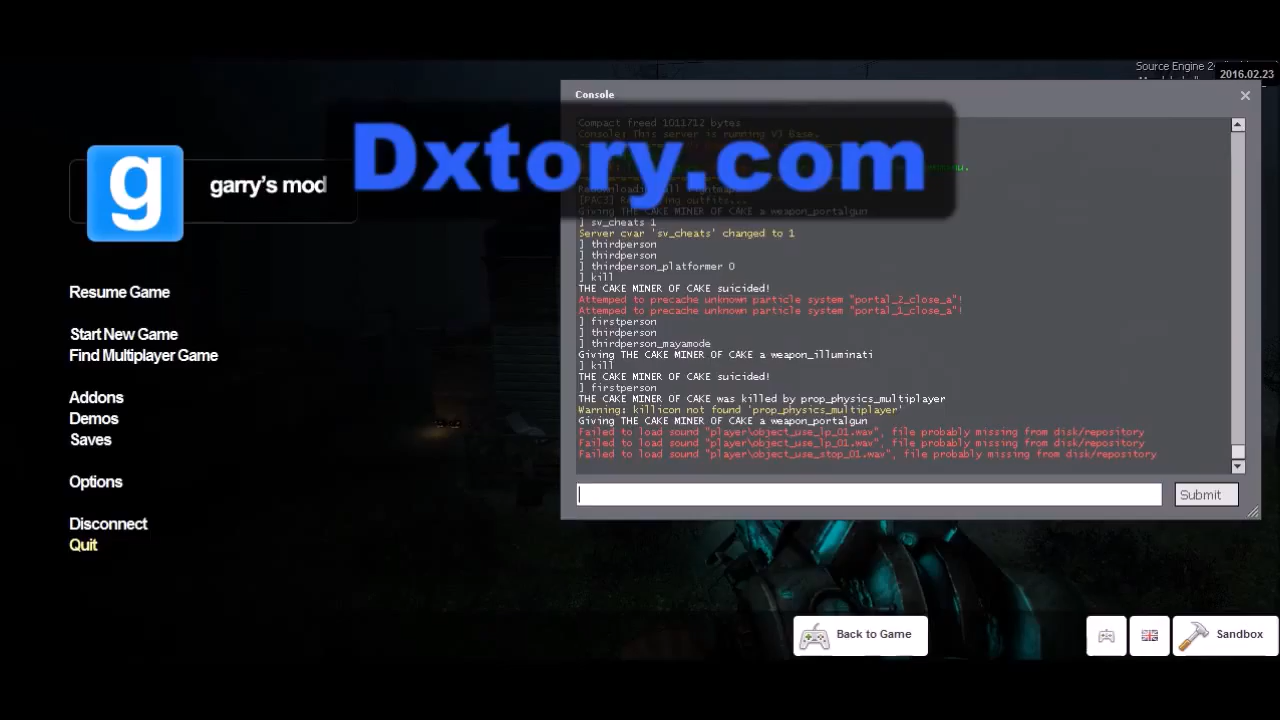 Source Engine 2
2016.02.23
Console
Compact freed 1011712 bytes
Console: This server is running V3 Base.
Dxtory.com
g
garry's mod
Giving THE CAKE MINER OF CAKE a weapon_portalgun
] sv_cheats 1
Server cvar 'sv_cheats' changed to 1
] thirdperson
] thirdperson
] thirdperson_platformer 0
] kill
THE CAKE MINER OF CAKE suicided!
Attemped to precache unknown particle system "portal_2_close_a"!
Attemped to precache unknown particle system "portal_1_close_a"!
] firstperson
] thirdperson
] thirdperson_mayamode
Giving THE CAKE MINER OF CAKE a weapon_illuminati
] kill
THE CAKE MINER OF CAKE suicided!
] firstperson
THE CAKE MINER OF CAKE was killed by prop_physics_multiplayer
Warning: killicon not found 'prop_physics_multiplayer'
Giving THE CAKE MINER OF CAKE a weapon_portalgun
Failed to load sound "player\object_use_lp_01.wav", file probably missing from disk/repository
Failed to load sound "player\object_use_lp_01.wav", file probably missing from disk/repository
Failed to load sound "player\object_use_stop_01.wav", file probably missing from disk/repository
Submit
Resume Game
Start New Game
Find Multiplayer Game
Addons
Demos
Saves
Options
Disconnect
Quit
Back to Game
Sandbox